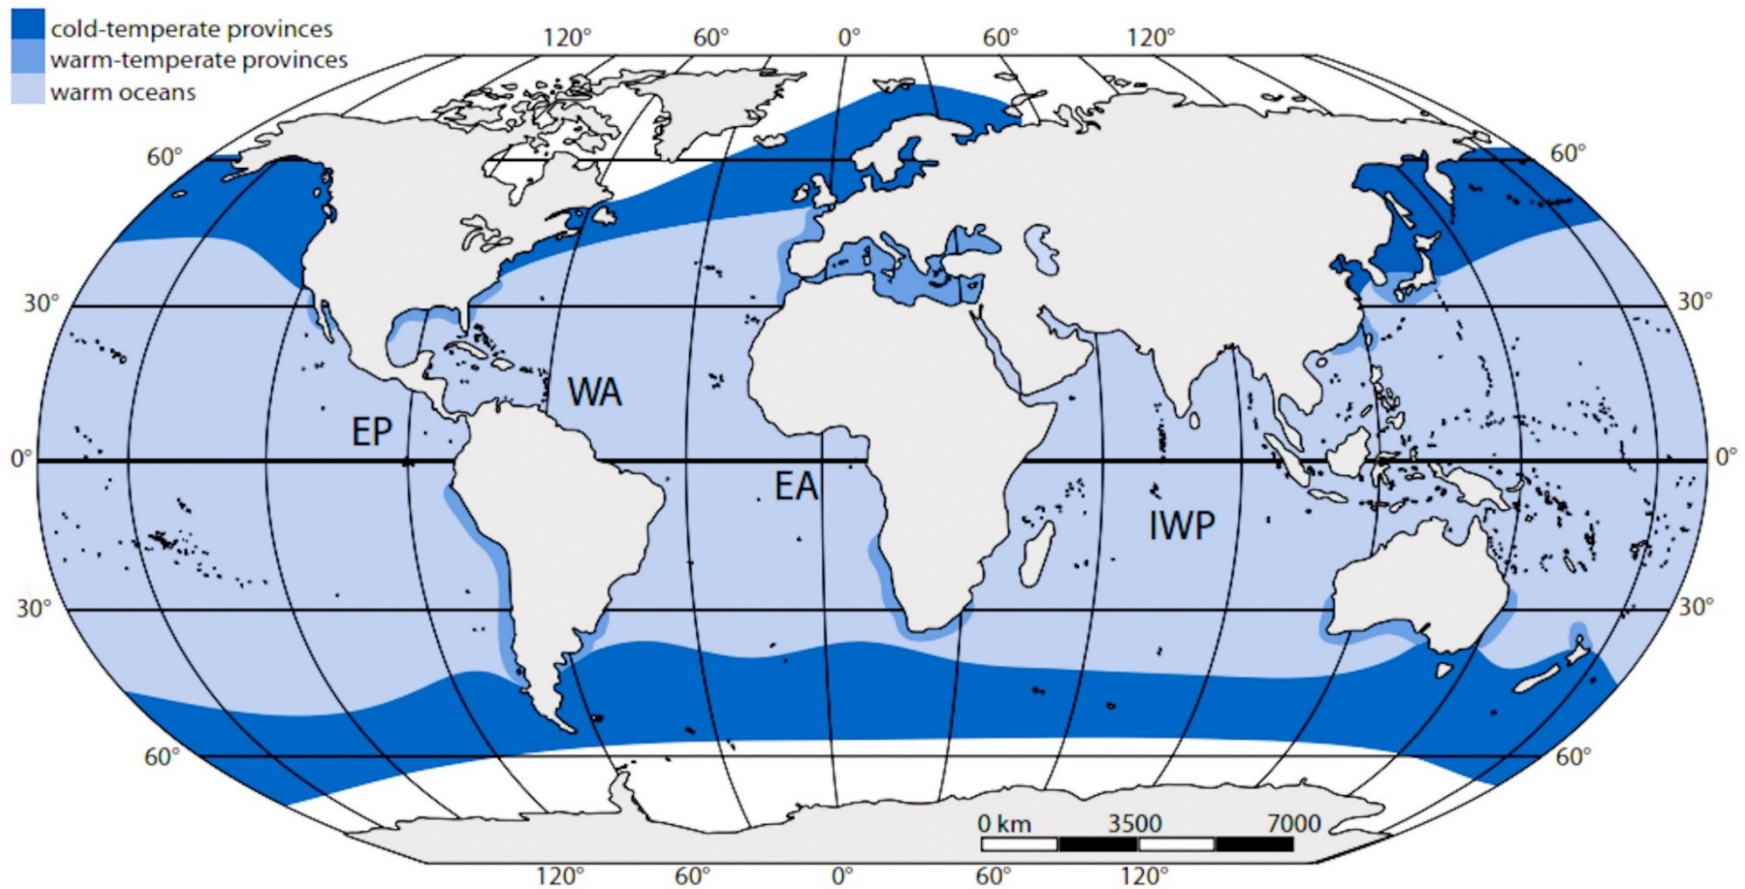 cold-temperate provinces
warm-temperate provinces
warm oceans
120° 60° 0° 60° 120°
60° 60°
30° 30°
WA
EP
0° 0°
EA
IWP
30° 30°
60° 60°
0 km 3500 7000
120° 60° 0° 60° 120°